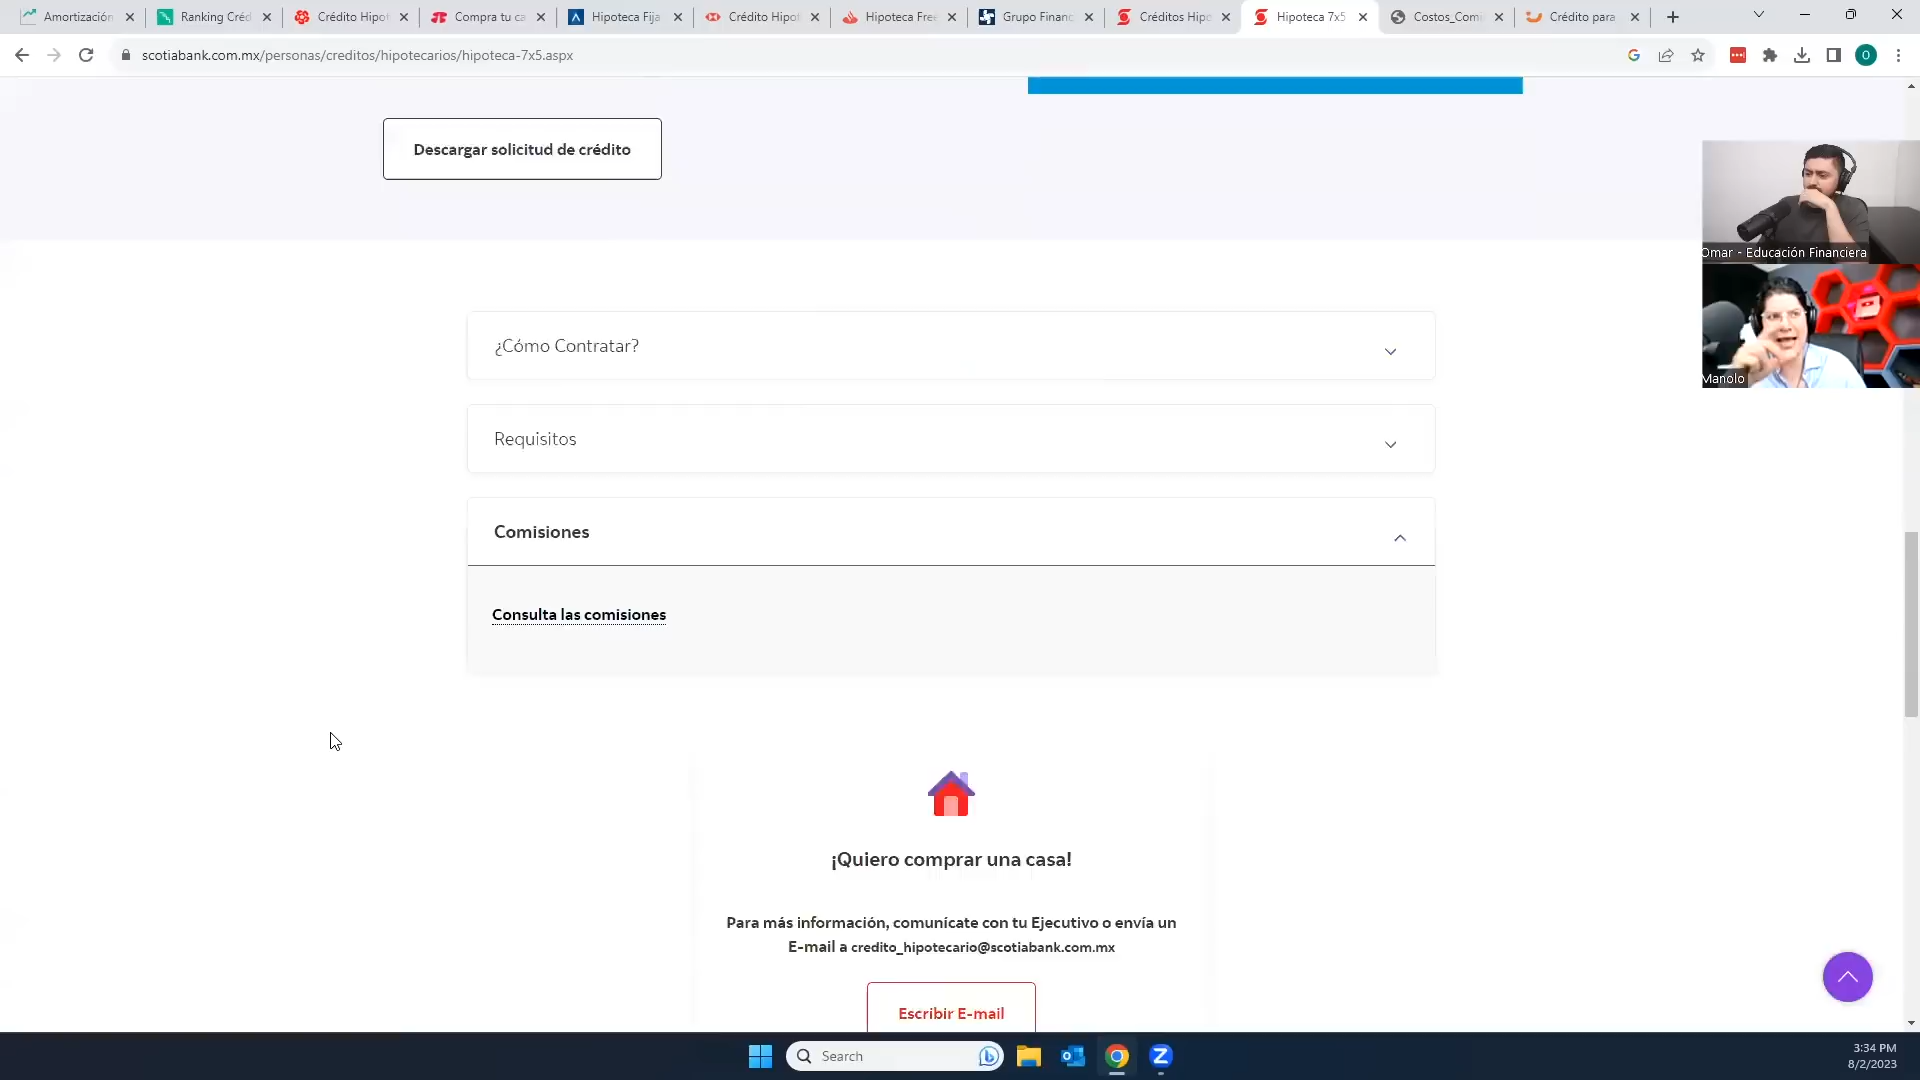 Amortización
Ranking Créd
Crédito Hipot
Compra tu ca
Hipoteca Fija
Crédito Hipot
Hipoteca Free
Grupo Financ
Créditos Hipo
Hipoteca 7x5
Costos_Com
Crédito para
scotiabank.com.mx/personas/creditos/hipotecarios/hipoteca-7x5.aspx
O
Descargar solicitud de crédito
Omar - Educación Financiera
Manolo
¿Cómo Contratar?
Requisitos
Comisiones
Consulta las comisiones
¡Quiero comprar una casa!
Para más información, comunícate con tu Ejecutivo o envía un
E-mail a credito_hipotecario@scotiabank.com.mx
Escribir E-mail
Search
3:34 PM
8/2/2023